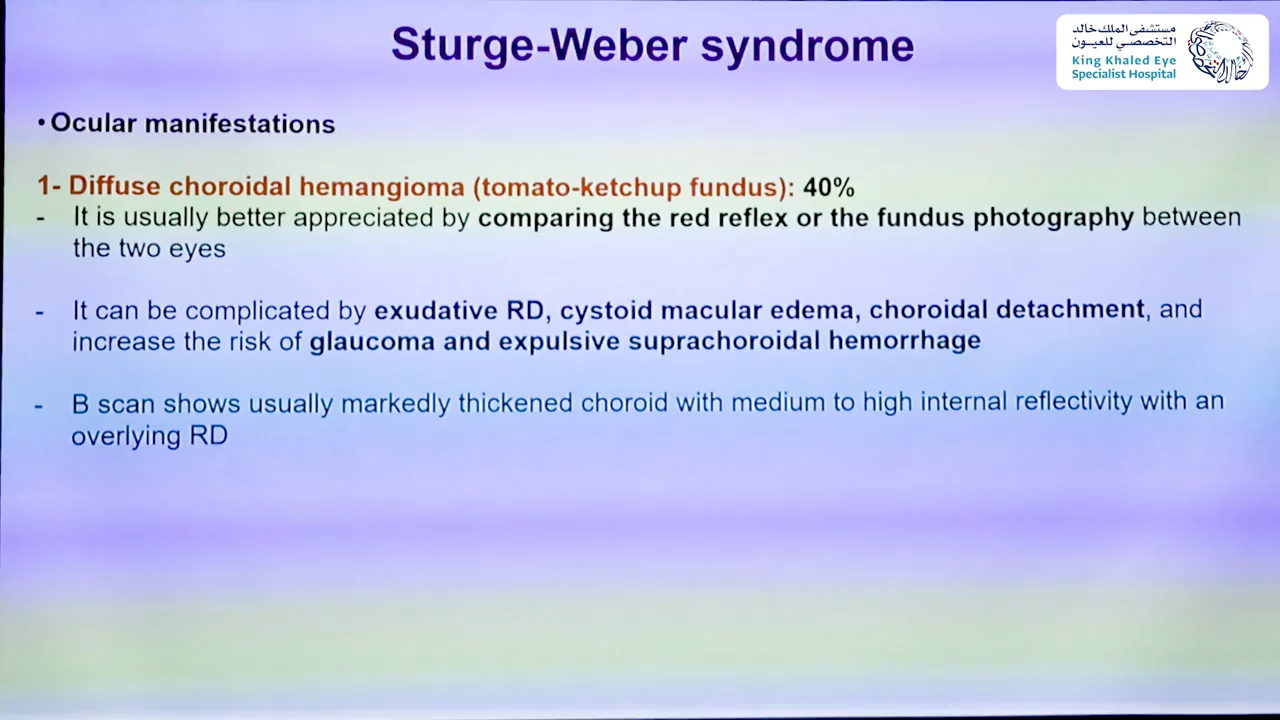 Sturge-Weber syndrome
مستشفى الملك خالد
التخصصي للعيون
King Khaled Eye
Specialist Hospital
• Ocular manifestations
1- Diffuse choroidal hemangioma (tomato-ketchup fundus): 40%
- It is usually better appreciated by comparing the red reflex or the fundus photography between
the two eyes
- It can be complicated by exudative RD, cystoid macular edema, choroidal detachment, and
increase the risk of glaucoma and expulsive suprachoroidal hemorrhage
- B scan shows usually markedly thickened choroid with medium to high internal reflectivity with an
overlying RD